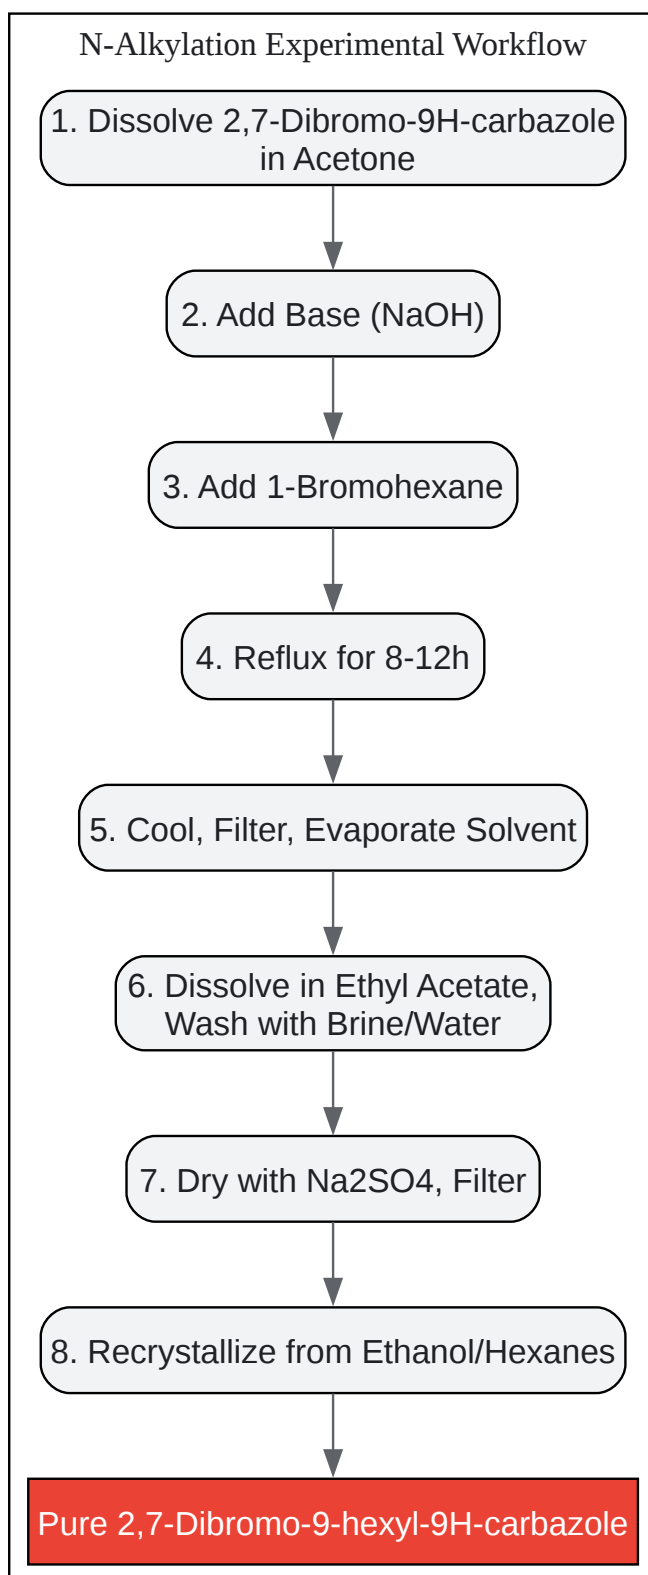 N-Alkylation Experimental Workflow
1. Dissolve 2,7-Dibromo-9H-carbazole
in Acetone
2. Add Base (NaOH)
3. Add 1-Bromohexane
4. Reflux for 8-12h
5. Cool, Filter, Evaporate Solvent
6. Dissolve in Ethyl Acetate,
Wash with Brine/Water
7. Dry with Na2SO4, Filter
8. Recrystallize from Ethanol/Hexanes
Pure 2,7-Dibromo-9-hexyl-9H-carbazole